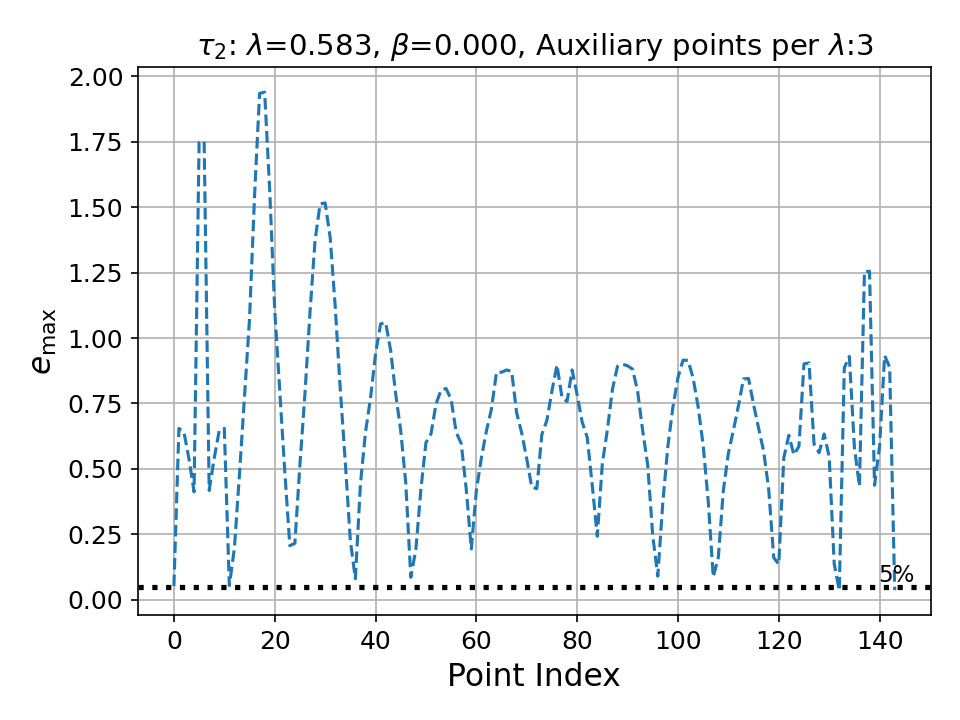 τ₂: λ=0.583, β=0.000, Auxiliary points per λ:3
2.00
1.75
1.50
1.25
1.00
0.75
0.50
0.25
0.00
e_max
5%
0 20 40 60 80 100 120 140
Point Index